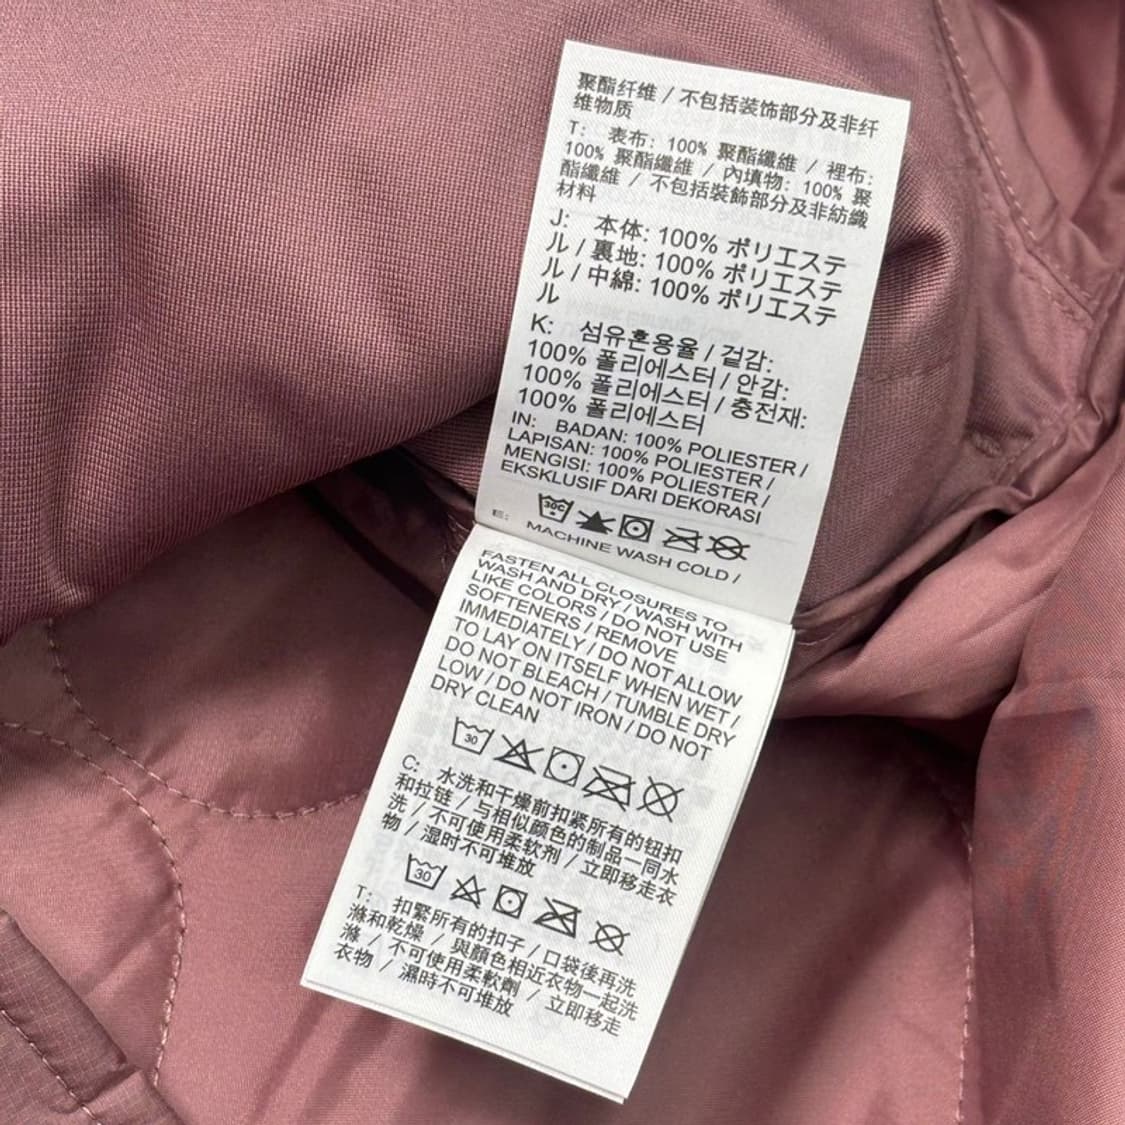 聚酯纤维 / 不包括装饰部分及非纤
维物质
T: 表布: 100% 聚酯纖維 / 裡布:
100% 聚酯纖維 / 內填物: 100% 聚
酯纖維 / 不包括裝飾部分及非紡織
材料
J: 本体: 100% ポリエステ
ル / 裏地: 100% ポリエステ
ル / 中綿: 100% ポリエステ
ル
K: 섬유혼용율 / 겉감:
100% 폴리에스터 / 안감:
100% 폴리에스터 / 충전재:
100% 폴리에스터
IN: BADAN: 100% POLIESTER /
LAPISAN: 100% POLIESTER /
MENGISI: 100% POLIESTER /
EKSKLUSIF DARI DEKORASI
30C
E:
MACHINE WASH COLD /
FASTEN ALL CLOSURES TO
WASH AND DRY / WASH WITH
LIKE COLORS / DO NOT USE
SOFTENERS / REMOVE
IMMEDIATELY / DO NOT ALLOW
TO LAY ON ITSELF WHEN WET /
DO NOT BLEACH / TUMBLE DRY
LOW / DO NOT IRON / DO NOT
DRY CLEAN
30
C: 水洗和干燥前扣紧所有的钮扣
和拉链 / 与相似颜色的制品一同水
洗 / 不可使用柔软剂 / 立即移走衣
物 / 湿时不可堆放
30
T: 扣緊所有的扣子 / 口袋後再洗
滌和乾燥 / 與顏色相近衣物一起洗
滌 / 不可使用柔軟劑 / 立即移走
衣物 / 濕時不可堆放